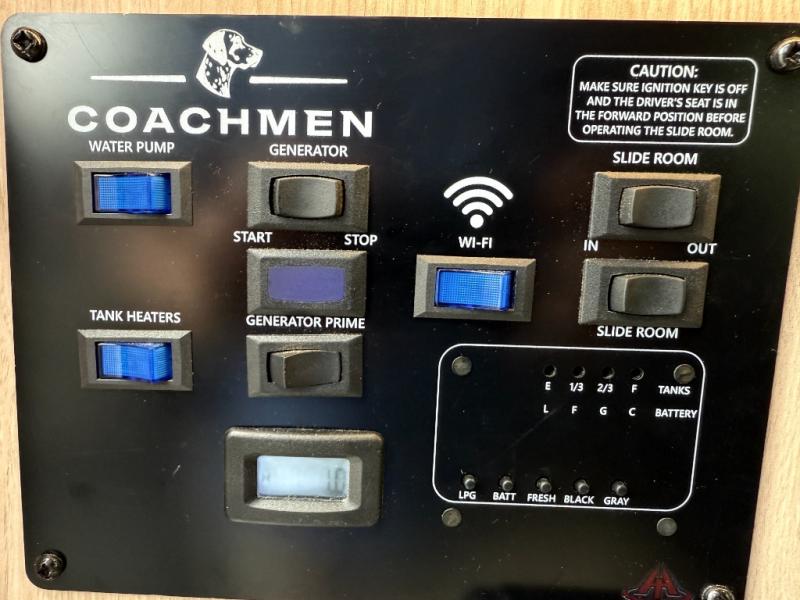 COACHMEN
CAUTION:
MAKE SURE IGNITION KEY IS OFF
AND THE DRIVER'S SEAT IS IN
THE FORWARD POSITION BEFORE
OPERATING THE SLIDE ROOM.
WATER PUMP
GENERATOR
START STOP
WI-FI
SLIDE ROOM
IN OUT
SLIDE ROOM
TANK HEATERS
GENERATOR PRIME
E 1/3 2/3 F TANKS
L F G C BATTERY
LPG BATT FRESH BLACK GRAY